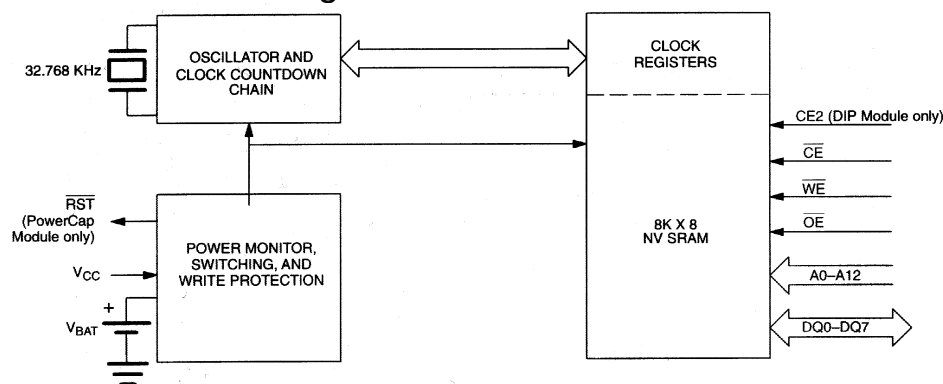 32.768 KHz
OSCILLATOR AND
CLOCK COUNTDOWN
CHAIN
CLOCK
REGISTERS
CE2 (DIP Module only)
CE
WE
OE
A0–A12
DQ0–DQ7
8K X 8
NV SRAM
RST
(PowerCap
Module only)
VCC
+
VBAT
POWER MONITOR,
SWITCHING, AND
WRITE PROTECTION